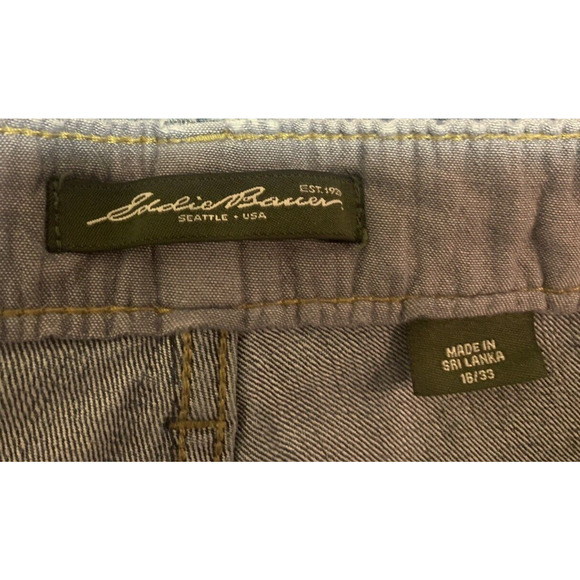 EST. 1920
Eddie Bauer
SEATTLE • USA
MADE IN
SRI LANKA
16/33